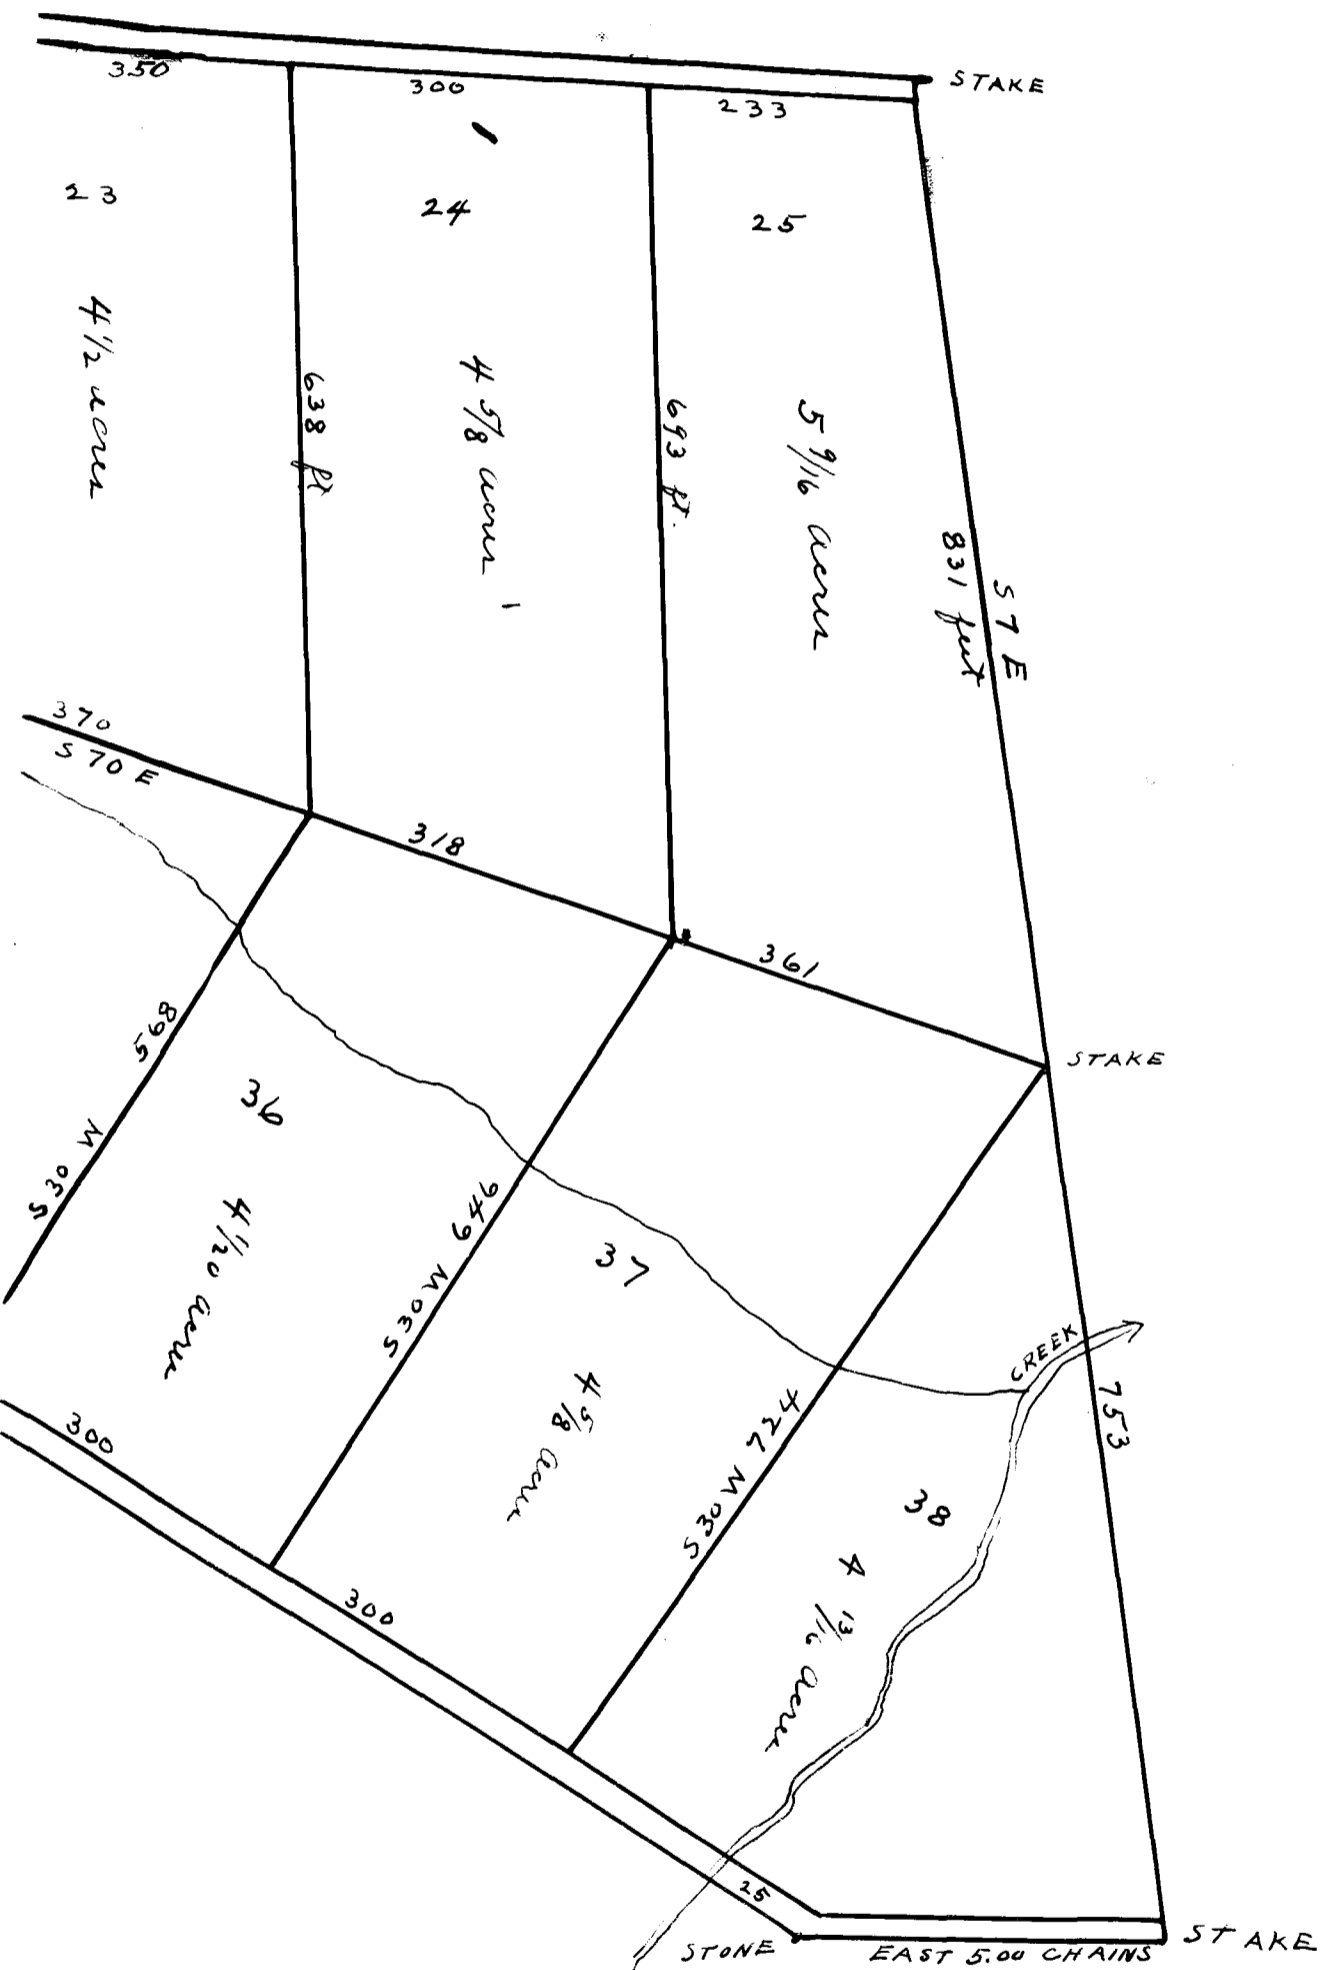 STAKE
350
300
233
23
24
25
4 1/2 acres
638 ft
4 5/8 acres
693 ft.
5 9/16 acres
831 feet
S 7 E
370
S 70 E
318
361
STAKE
568
S 30 W
36
4 1/20 acres
S 30 W 646
37
4 5/8 acres
S 30 W 724
CREEK
753
38
4 13/16 acres
300
300
25
STONE
EAST 5.00 CHAINS
STAKE